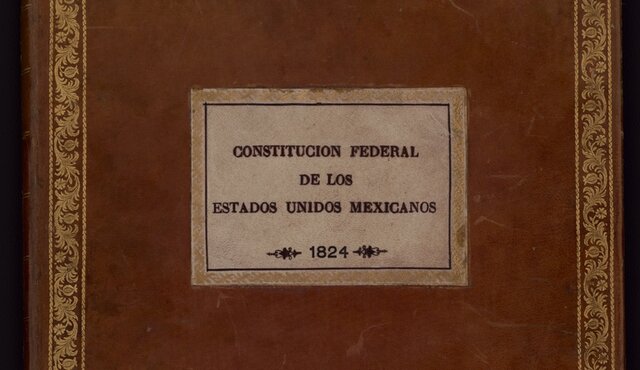 CONSTITUCION FEDERAL
DE LOS
ESTADOS UNIDOS MEXICANOS
1824